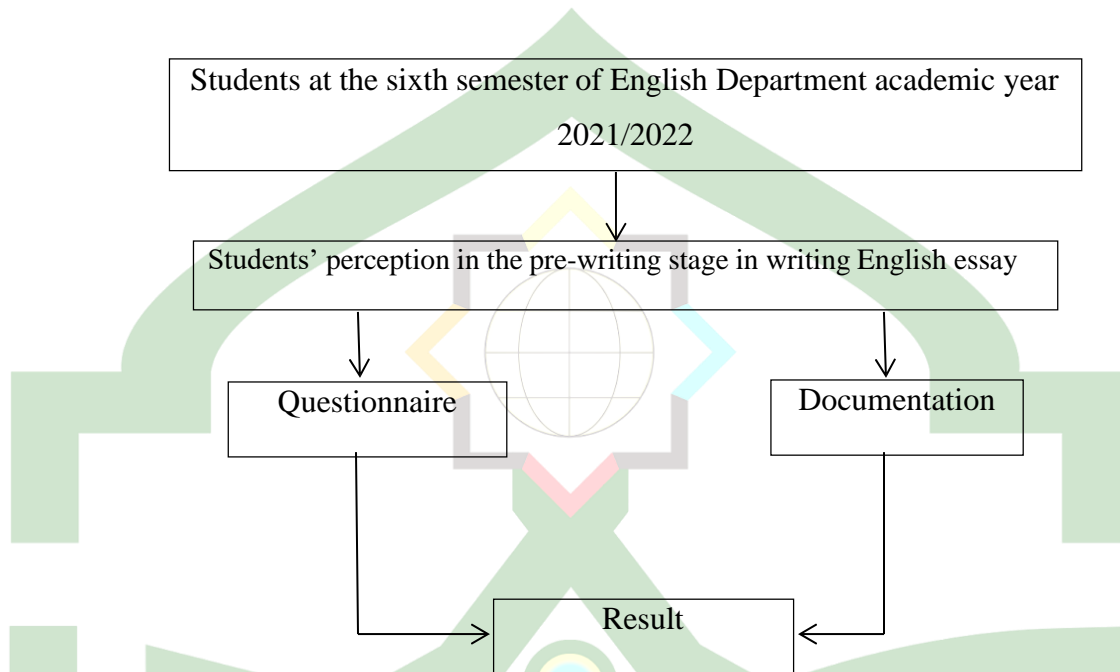 Students at the sixth semester of English Department academic year
2021/2022
Students’ perception in the pre-writing stage in writing English essay
Questionnaire
Documentation
Result